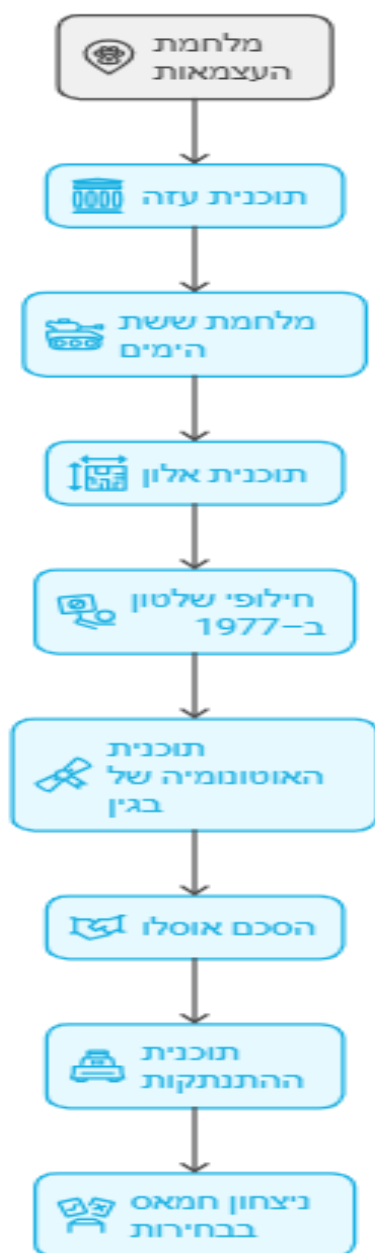 מלחמת
העצמאות
תוכנית עזה
מלחמת ששת
הימים
תוכנית אלון
חילופי שלטון
ב–1977
תוכנית
האוטונומיה של
בגין
הסכם אוסלו
תוכנית
ההתנתקות
ניצחון חמאס
בבחירות